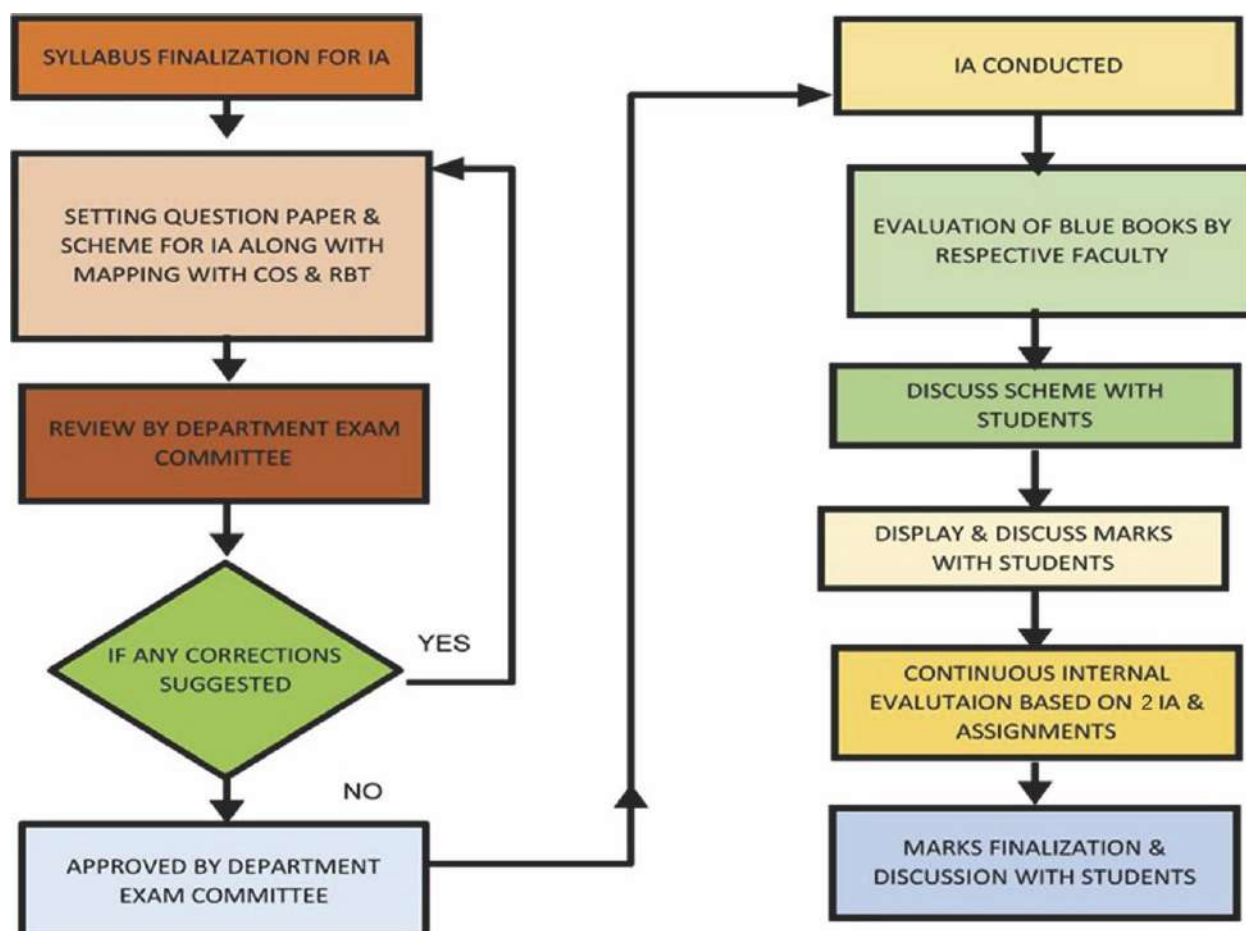 SYLLABUS FINALIZATION FOR IA
SETTING QUESTION PAPER &
SCHEME FOR IA ALONG WITH
MAPPING WITH COS & RBT
REVIEW BY DEPARTMENT EXAM
COMMITTEE
IF ANY CORRECTIONS
SUGGESTED
YES
NO
APPROVED BY DEPARTMENT
EXAM COMMITTEE
IA CONDUCTED
EVALUATION OF BLUE BOOKS BY
RESPECTIVE FACULTY
DISCUSS SCHEME WITH
STUDENTS
DISPLAY & DISCUSS MARKS
WITH STUDENTS
CONTINUOUS INTERNAL
EVALUTAION BASED ON 2 IA &
ASSIGNMENTS
MARKS FINALIZATION &
DISCUSSION WITH STUDENTS